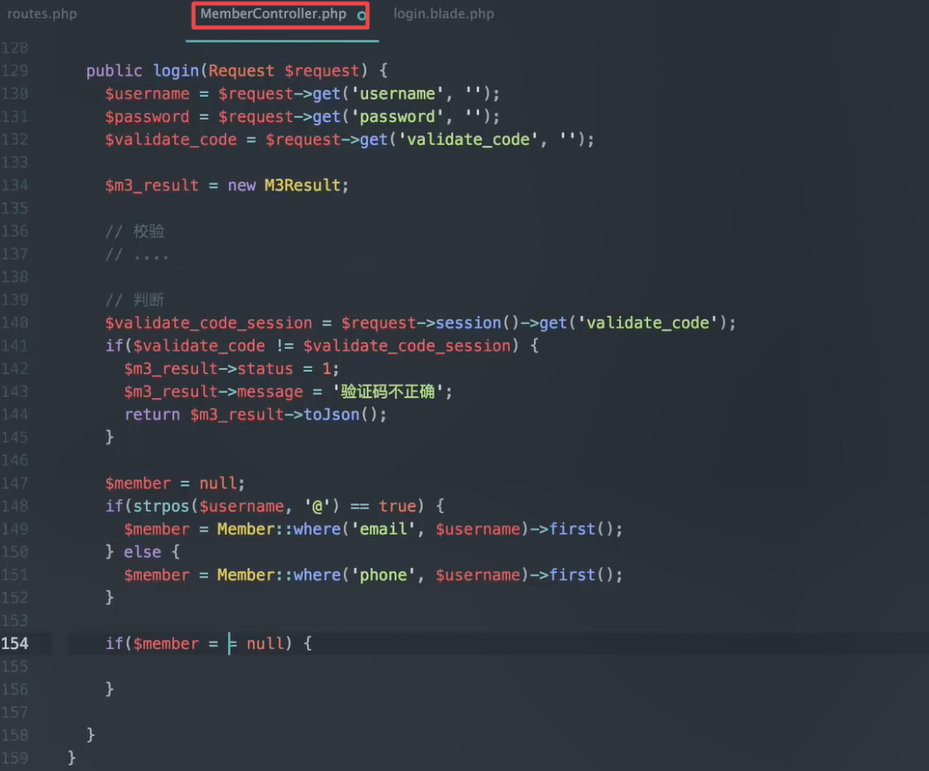 routes.php MemberController.php login.blade.php
128
129 public login(Request $request) {
130 $username = $request->get('username', '');
131 $password = $request->get('password', '');
132 $validate_code = $request->get('validate_code', '');
133
134 $m3_result = new M3Result;
135
136 // 校验
137 // ....
138
139 // 判断
140 $validate_code_session = $request->session()->get('validate_code');
141 if($validate_code != $validate_code_session) {
142 $m3_result->status = 1;
143 $m3_result->message = '验证码不正确';
144 return $m3_result->toJson();
145 }
146
147 $member = null;
148 if(strpos($username, '@') == true) {
149 $member = Member::where('email', $username)->first();
150 } else {
151 $member = Member::where('phone', $username)->first();
152 }
153
154 if($member = = null) {
155
156 }
157
158 }
159 }